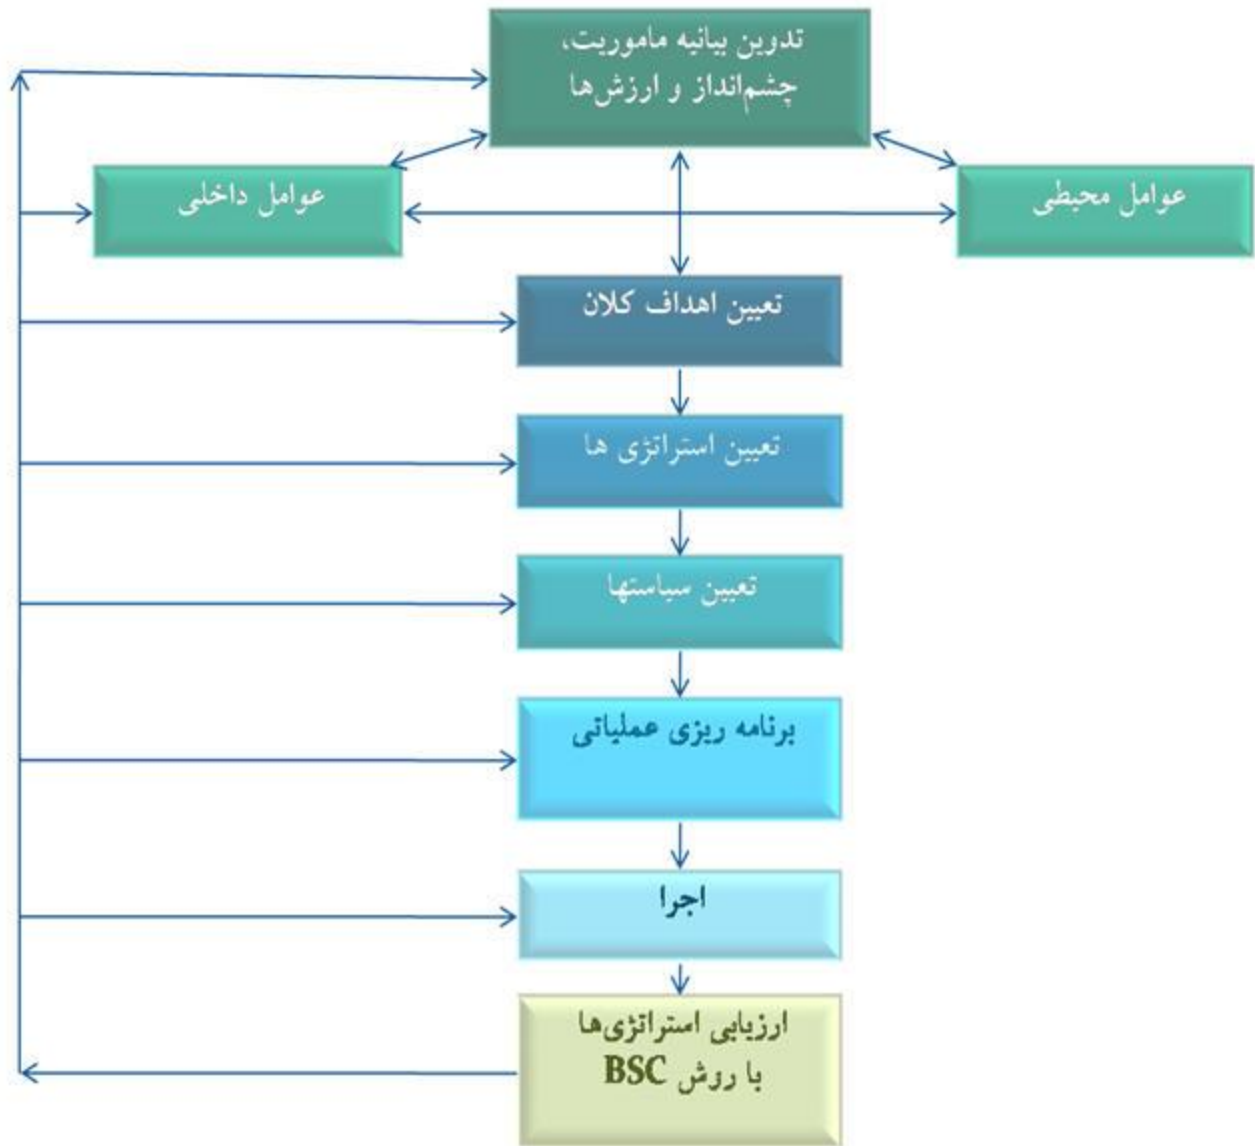 تدوین بیانیه ماموریت،
چشم‌انداز و ارزش‌ها
عوامل محیطی
عوامل داخلی
تعیین اهداف کلان
تعیین استراتژی ها
تعیین سیاستها
برنامه ریزی عملیاتی
اجرا
ارزیابی استراتژی‌ها
با روش BSC